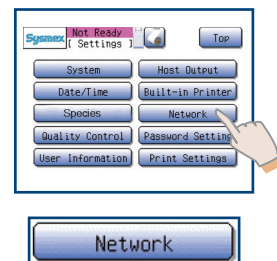 Sysmex Not Ready
[ Settings ] Top
System Host Output
Date/Time Built-in Printer
Species Network
Quality Control Password Setting
User Information Print Settings
Network